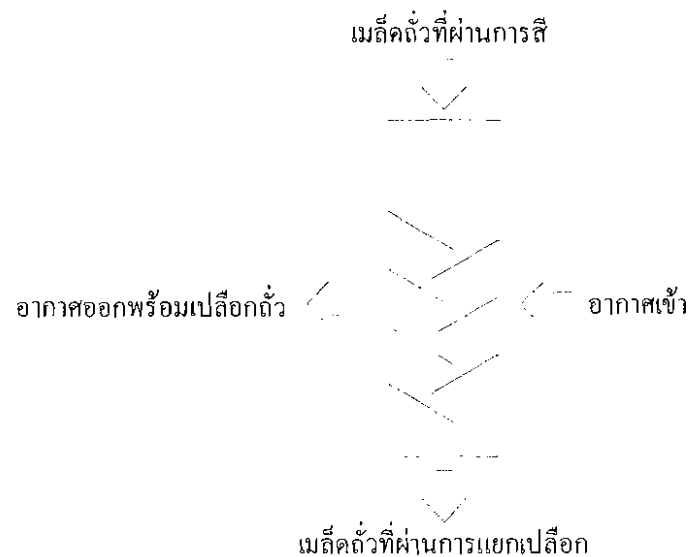 เมล็ดถั่วที่ผ่านการสี
อากาศออกพร้อมเปลือกถั่ว
อากาศเข้า
เมล็ดถั่วที่ผ่านการแยกเปลือก